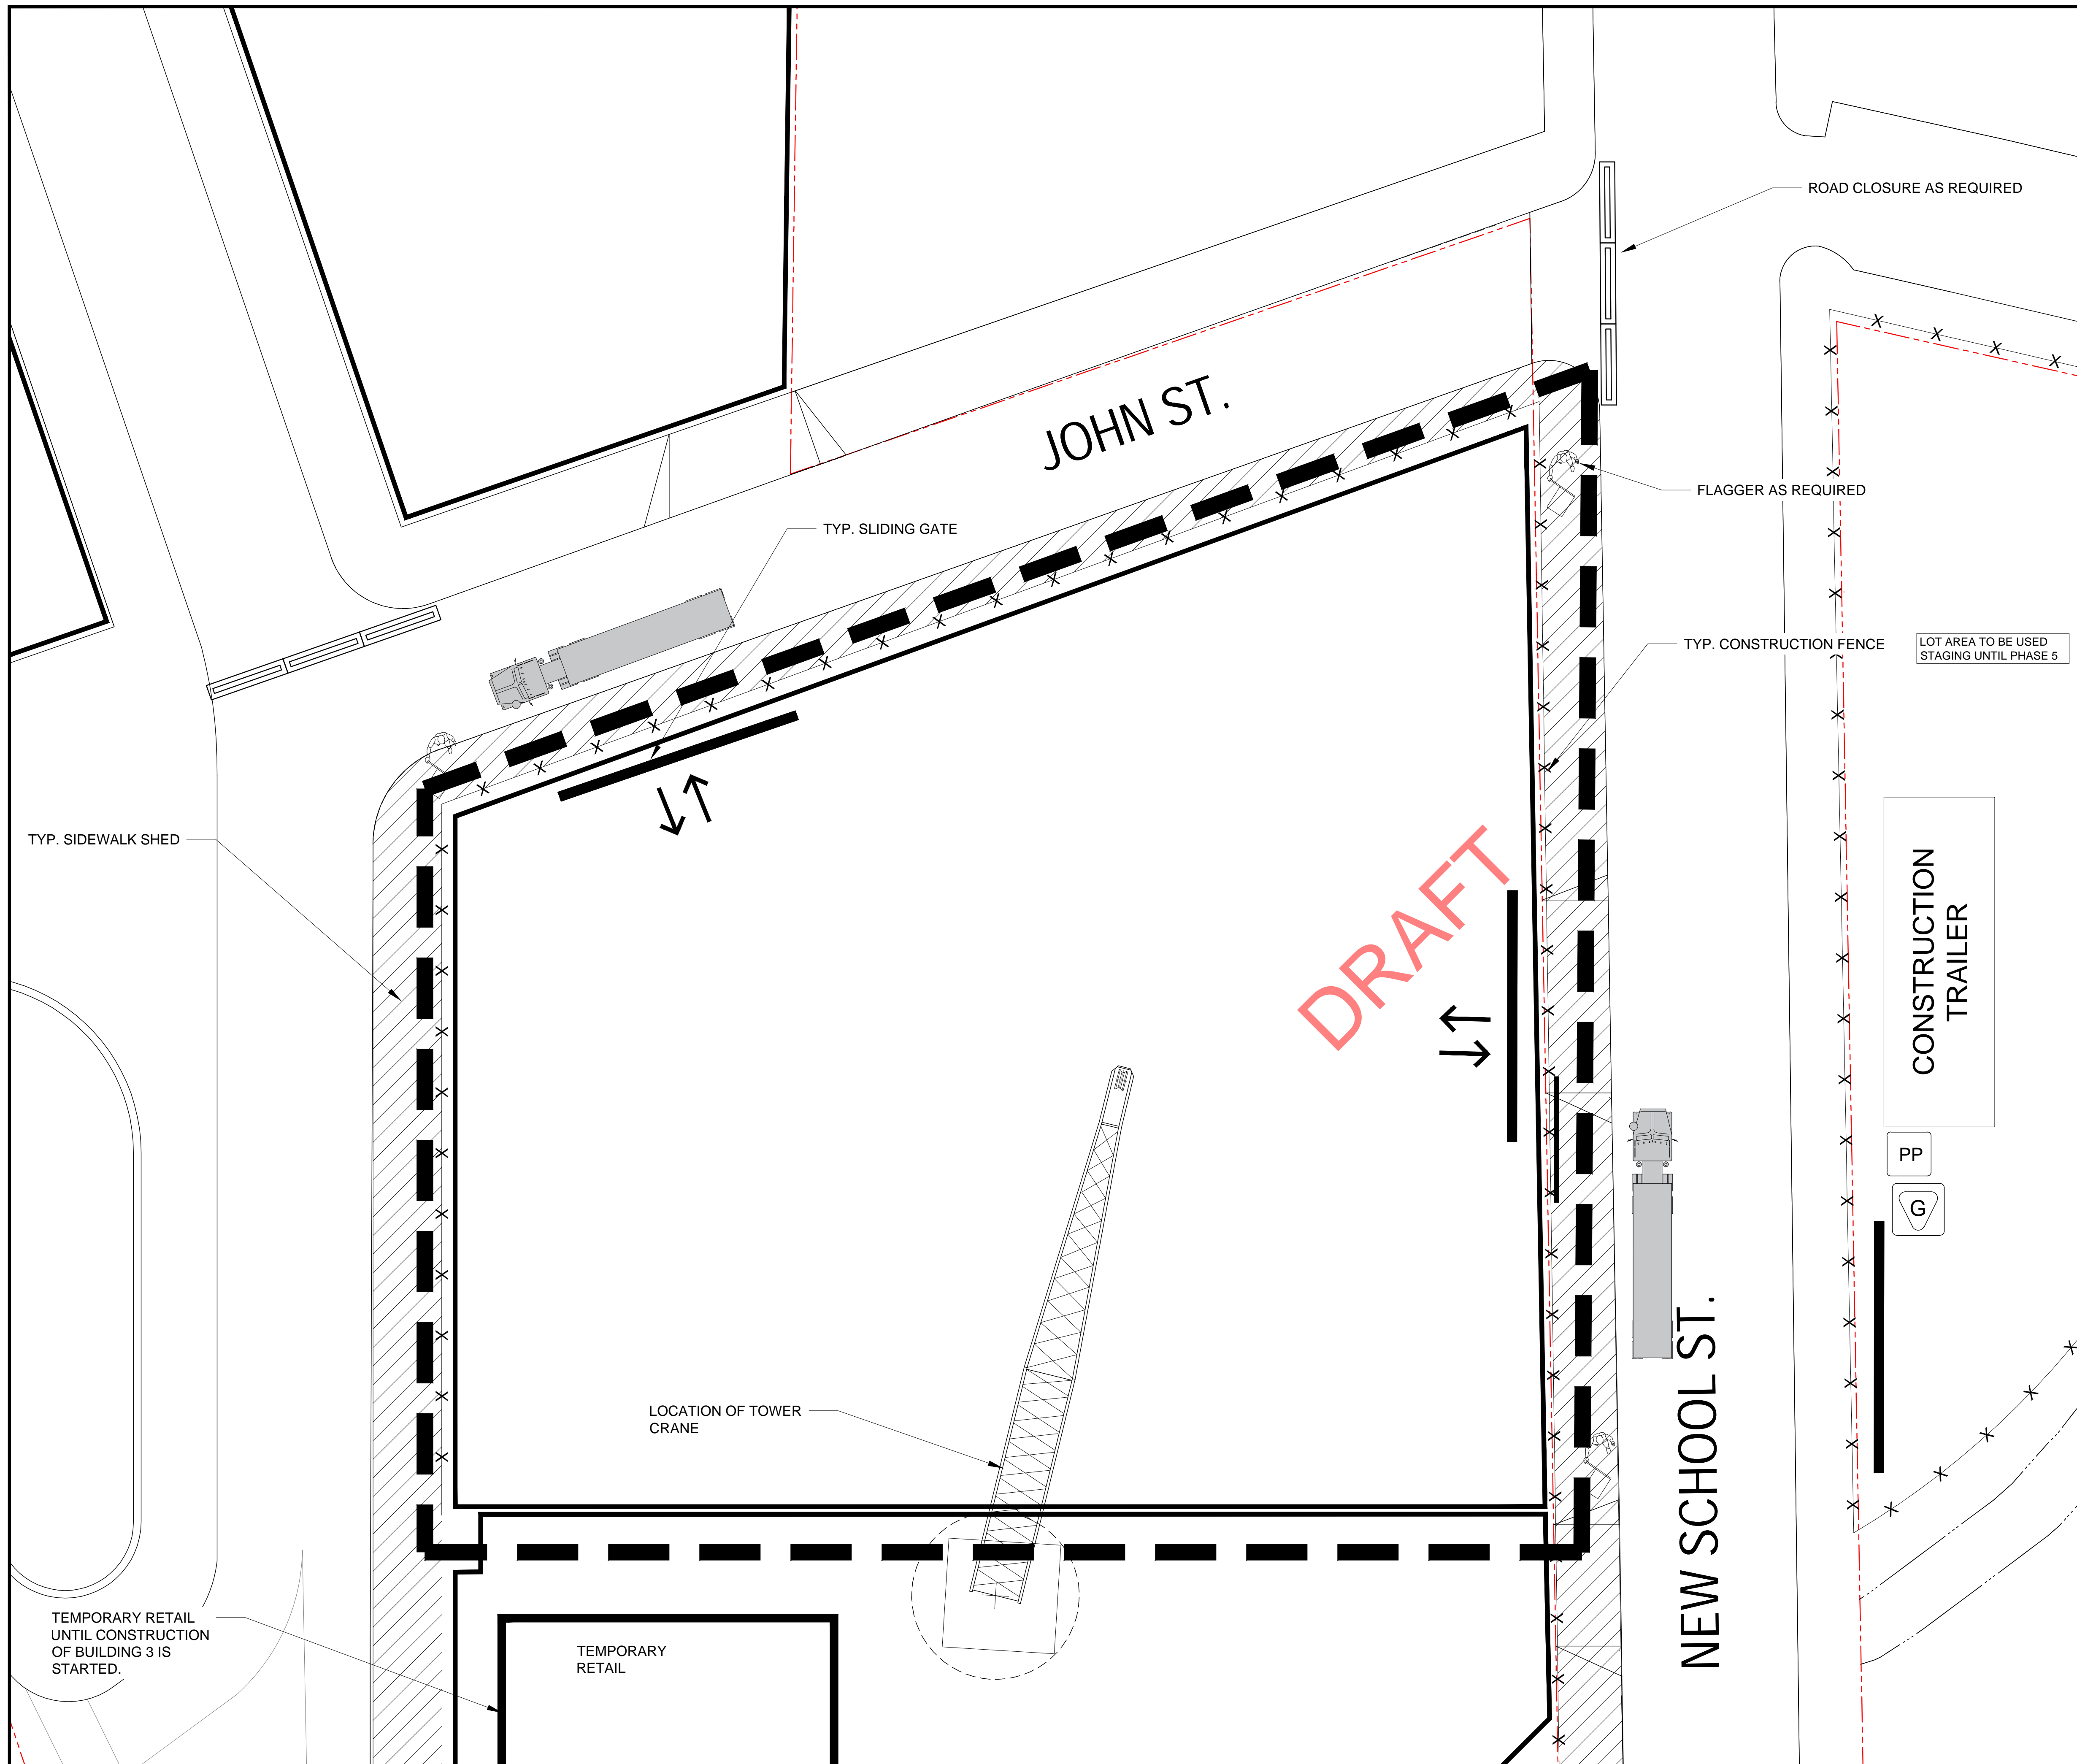 ROAD CLOSURE AS REQUIRED
JOHN ST.
FLAGGER AS REQUIRED
TYP. SLIDING GATE
TYP. CONSTRUCTION FENCE
LOT AREA TO BE USED
STAGING UNTIL PHASE 5
TYP. SIDEWALK SHED
DRAFT
CONSTRUCTION
TRAILER
PP
G
NEW SCHOOL ST.
LOCATION OF TOWER
CRANE
TEMPORARY RETAIL
UNTIL CONSTRUCTION
OF BUILDING 3 IS
STARTED.
TEMPORARY
RETAIL